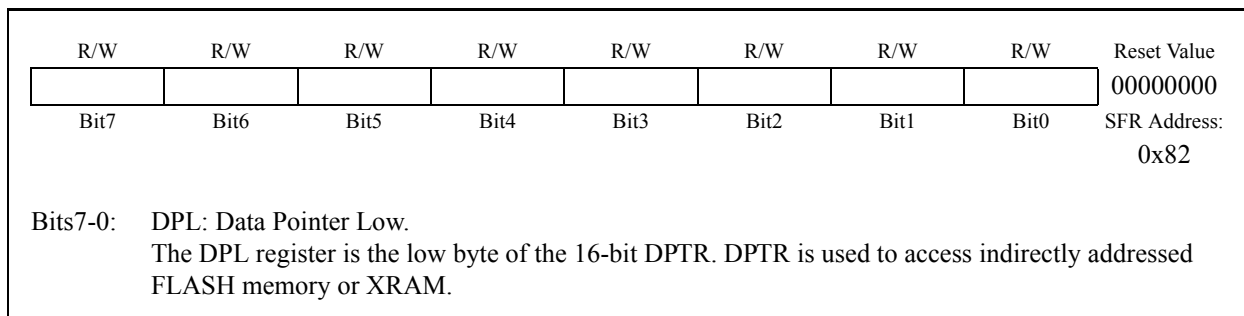 R/W R/W R/W R/W R/W R/W R/W R/W Reset Value
00000000
Bit7 Bit6 Bit5 Bit4 Bit3 Bit2 Bit1 Bit0 SFR Address:
0x82
Bits7-0: DPL: Data Pointer Low.
The DPL register is the low byte of the 16-bit DPTR. DPTR is used to access indirectly addressed
FLASH memory or XRAM.